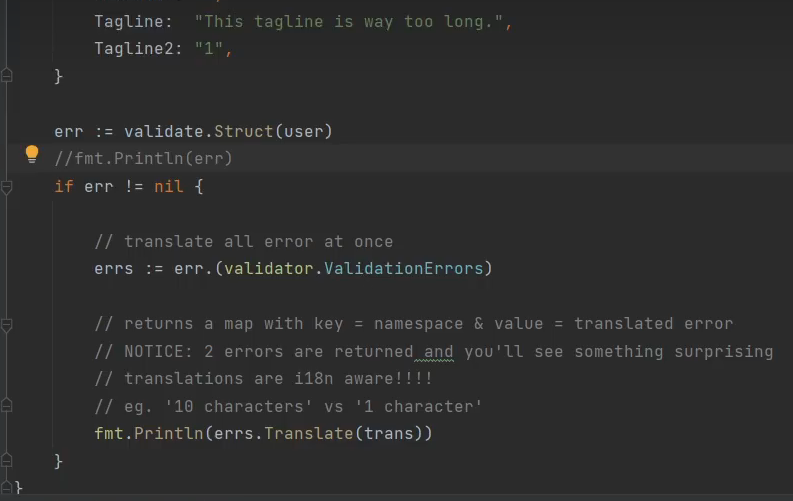 Tagline:  "This tagline is way too long.",
Tagline2: "1",
}
err := validate.Struct(user)
//fmt.Println(err)
if err != nil {
// translate all error at once
errs := err.(validator.ValidationErrors)
// returns a map with key = namespace & value = translated error
// NOTICE: 2 errors are returned and you'll see something surprising
// translations are i18n aware!!!!
// eg. '10 characters' vs '1 character'
fmt.Println(errs.Translate(trans))
}
}